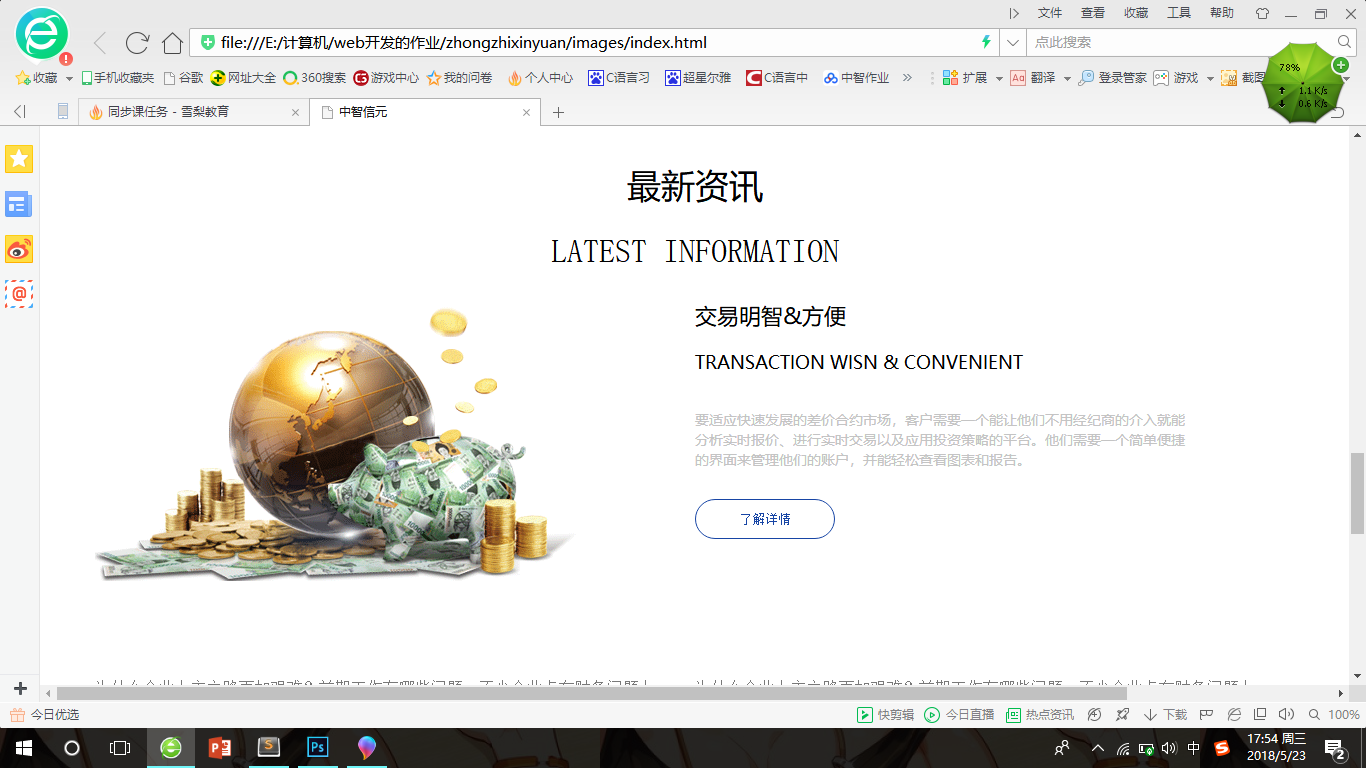 文件 查看 收藏 工具 帮助
file:///E:/计算机/web开发的作业/zhongzhixinyuan/images/index.html
点此搜索
收藏 手机收藏夹 谷歌 网址大全 360搜索 游戏中心 我的问卷 个人中心 C语言习 超星尔雅 C语言中 中智作业 » 扩展 翻译 登录管家 游戏 截图
78%
1.1 K/s
0.6 K/s
同步课任务 - 雪梨教育
中智信元
最新资讯
LATEST INFORMATION
交易明智&方便
TRANSACTION WISN & CONVENIENT
要适应快速发展的差价合约市场，客户需要一个能让他们不用经纪商的介入就能
分析实时报价、进行实时交易以及应用投资策略的平台。他们需要一个简单便捷
的界面来管理他们的账户，并能轻松查看图表和报告。
了解详情
今日优选
快剪辑 今日直播 热点资讯 下载 100%
中
17:54 周三
2018/5/23
2